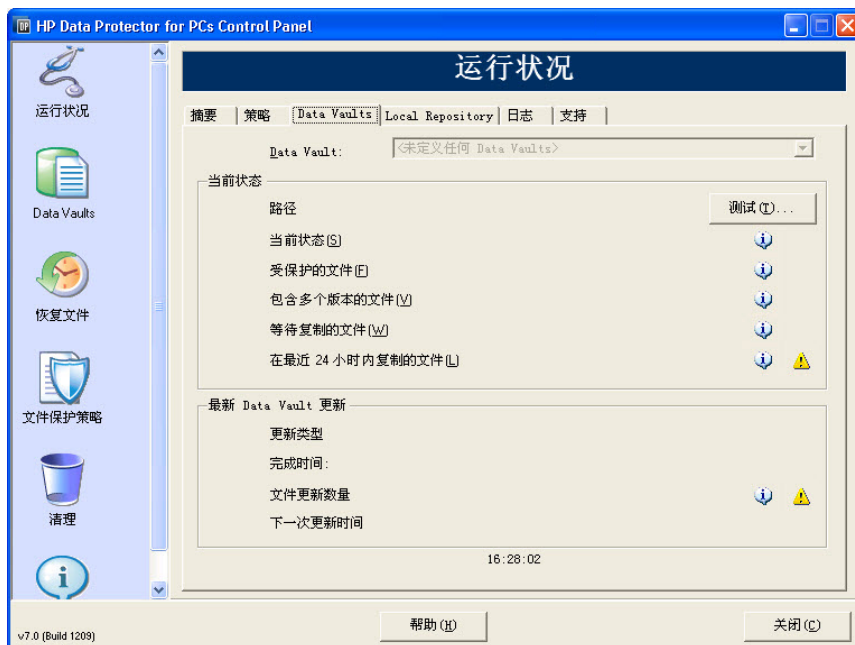 HP Data Protector for PCs Control Panel
运行状况
Data Vaults
恢复文件
文件保护策略
清理
v7.0 (Build 1209)
运行状况
摘要 策略 Data Vaults Local Repository 日志 支持
Data Vault: <未定义任何 Data Vaults>
当前状态
路径 测试(T)...
当前状态(S)
受保护的文件(F)
包含多个版本的文件(V)
等待复制的文件(W)
在最近 24 小时内复制的文件(L)
最新 Data Vault 更新
更新类型
完成时间:
文件更新数量
下一次更新时间
16:28:02
帮助(H) 关闭(C)